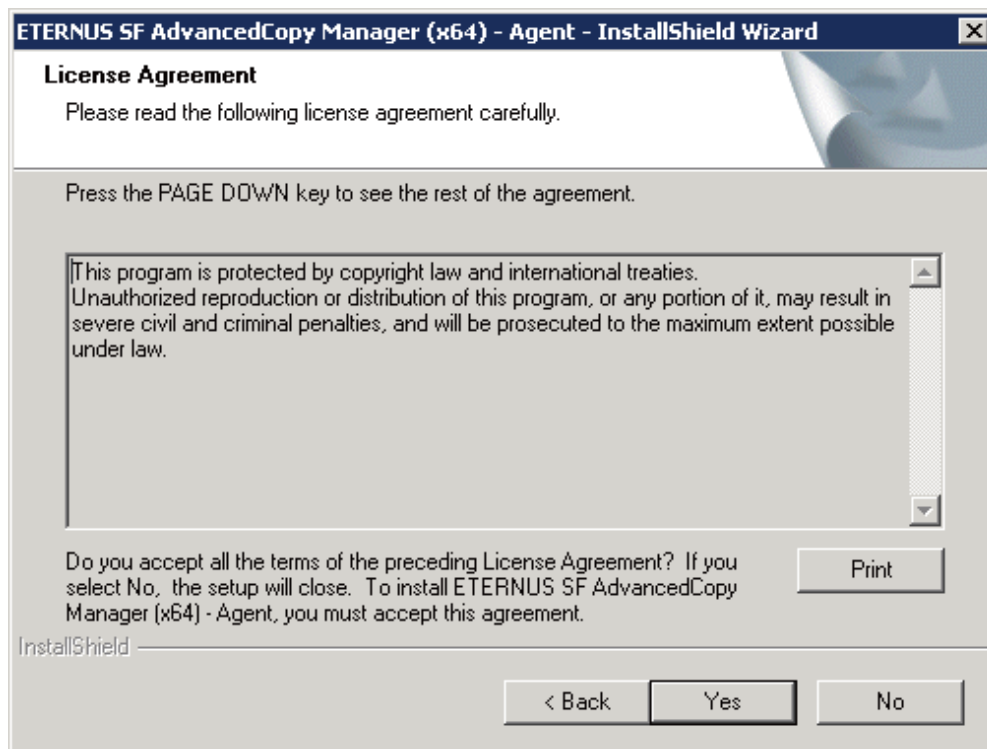 ETERNUS SF AdvancedCopy Manager (x64) - Agent - InstallShield Wizard
License Agreement
Please read the following license agreement carefully.
Press the PAGE DOWN key to see the rest of the agreement.
This program is protected by copyright law and international treaties.
Unauthorized reproduction or distribution of this program, or any portion of it, may result in
severe civil and criminal penalties, and will be prosecuted to the maximum extent possible
under law.
Do you accept all the terms of the preceding License Agreement? If you
select No, the setup will close. To install ETERNUS SF AdvancedCopy
Manager (x64) - Agent, you must accept this agreement.
Print
InstallShield
< Back
Yes
No